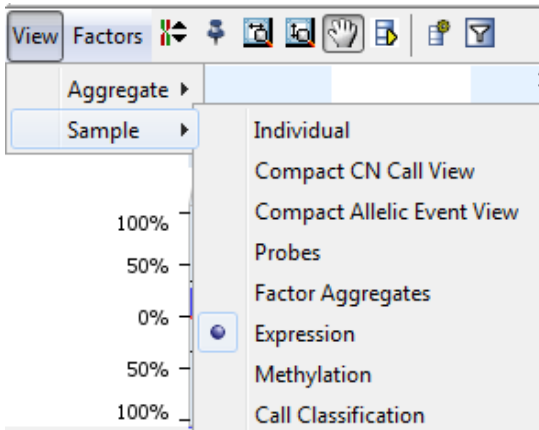 View Factors
Aggregate
Sample
Individual
Compact CN Call View
Compact Allelic Event View
Probes
Factor Aggregates
Expression
Methylation
Call Classification
100%
50%
0%
50%
100%